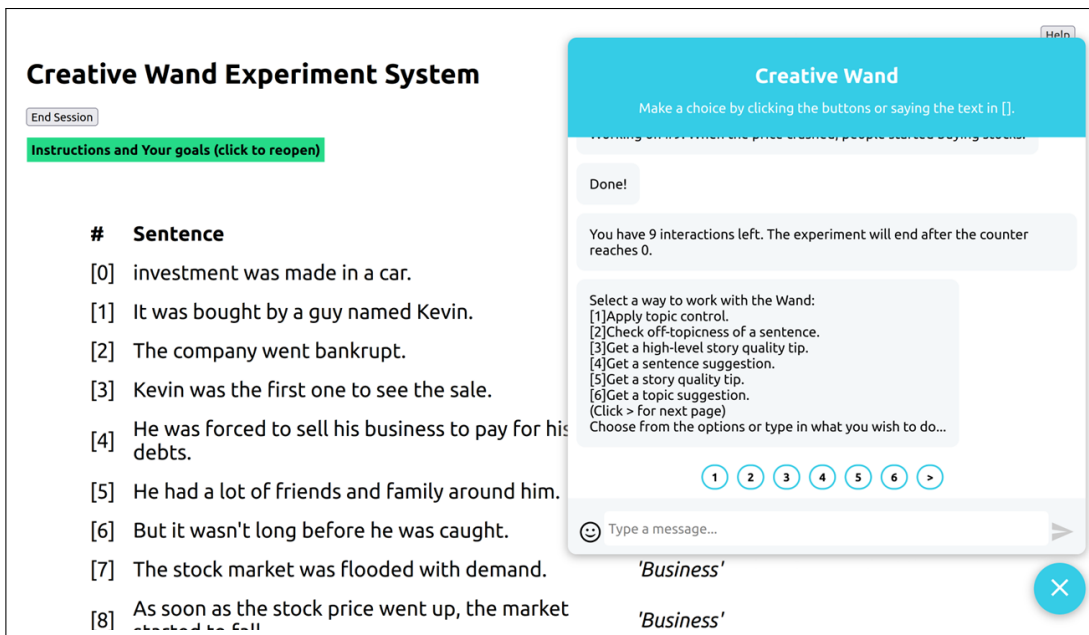 Help
Creative Wand Experiment System
End Session
Instructions and Your goals (click to reopen)
# Sentence
[0] investment was made in a car.
[1] It was bought by a guy named Kevin.
[2] The company went bankrupt.
[3] Kevin was the first one to see the sale.
[4] He was forced to sell his business to pay for his
debts.
[5] He had a lot of friends and family around him.
[6] But it wasn't long before he was caught.
[7] The stock market was flooded with demand. 'Business'
[8] As soon as the stock price went up, the market
started to fall 'Business'
Creative Wand
Make a choice by clicking the buttons or saying the text in [].
When the price crashed, people started buying stocks.
Done!
You have 9 interactions left. The experiment will end after the counter
reaches 0.
Select a way to work with the Wand:
[1]Apply topic control.
[2]Check off-topicness of a sentence.
[3]Get a high-level story quality tip.
[4]Get a sentence suggestion.
[5]Get a story quality tip.
[6]Get a topic suggestion.
(Click > for next page)
Choose from the options or type in what you wish to do...
1 2 3 4 5 6 >
Type a message...